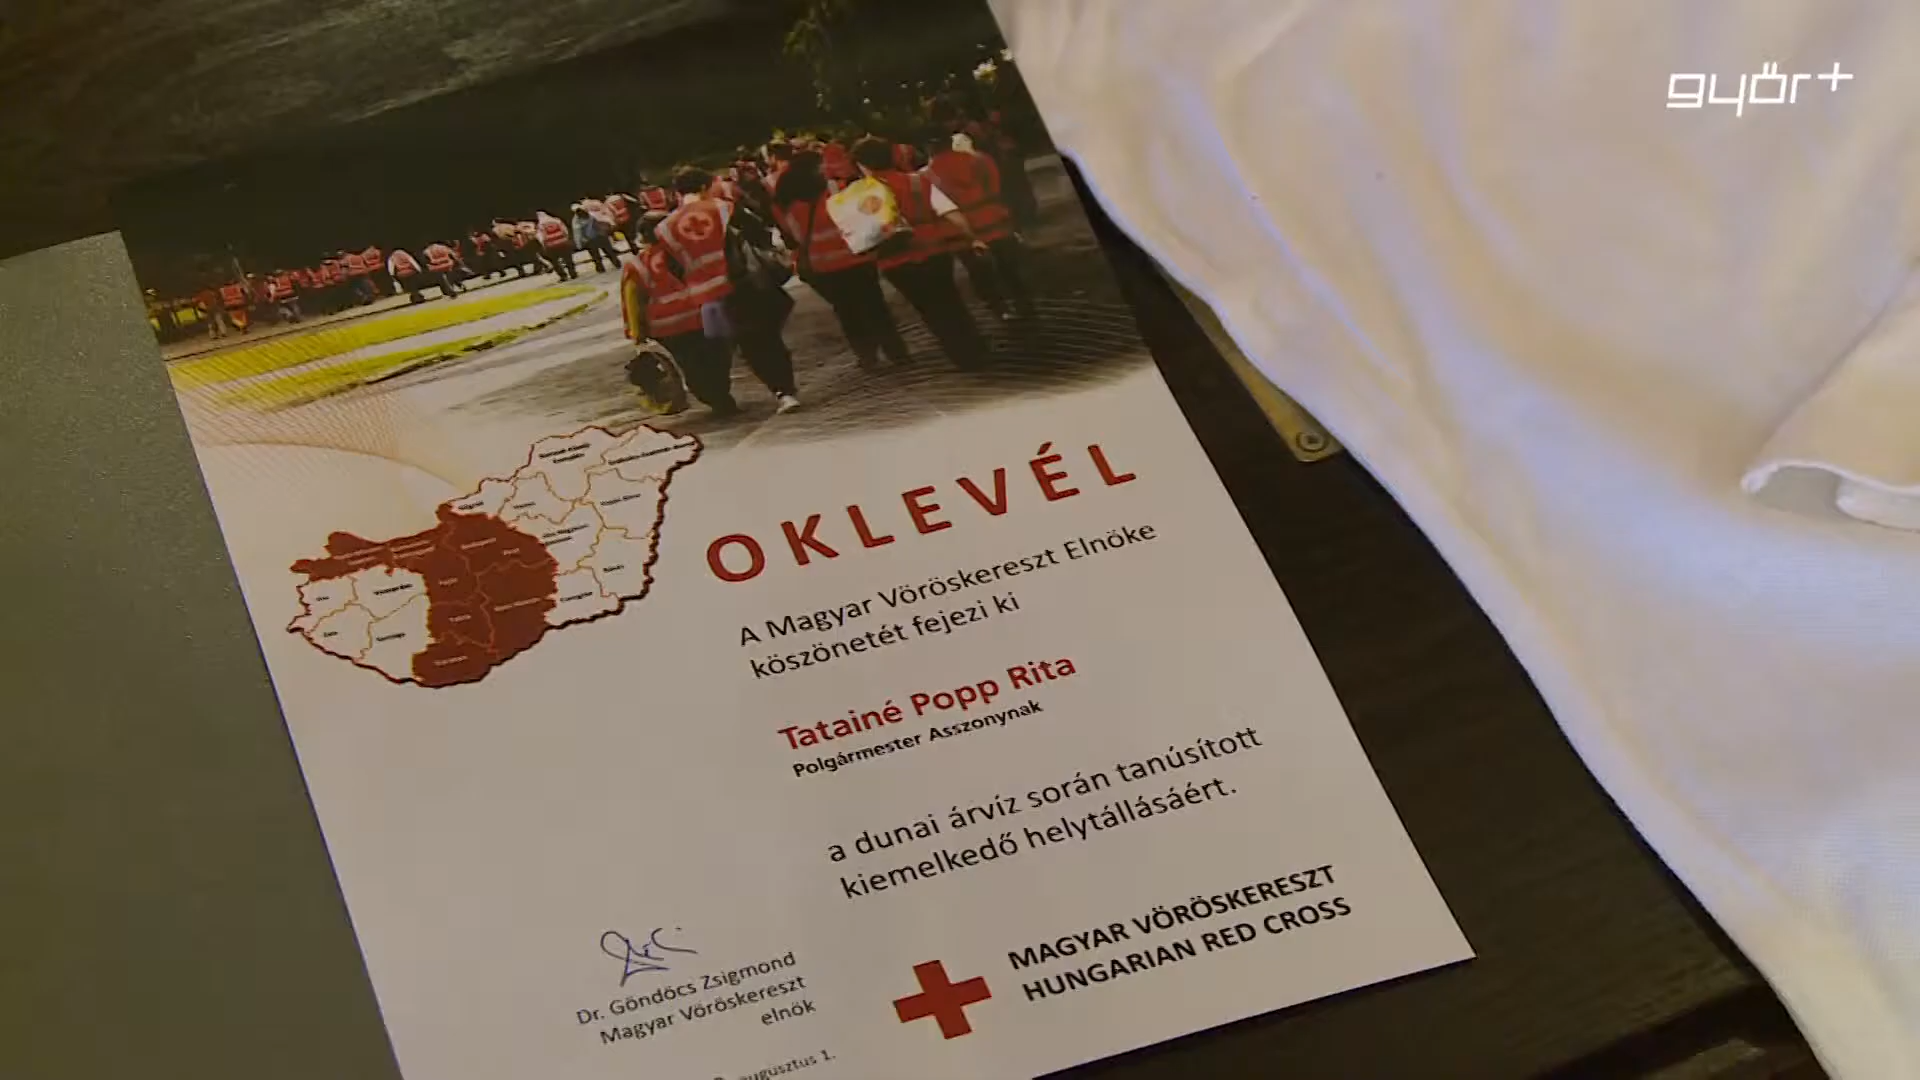 győr+
OKLEVÉL
A Magyar Vöröskereszt Elnöke
köszönetét fejezi ki
Tatainé Popp Rita
Polgármester Asszonynak
a dunai árvíz során tanúsított
kiemelkedő helytállásáért.
MAGYAR VÖRÖSKERESZT
HUNGARIAN RED CROSS
Dr. Göndöcs Zsigmond
Magyar Vöröskereszt
elnök
augusztus 1.